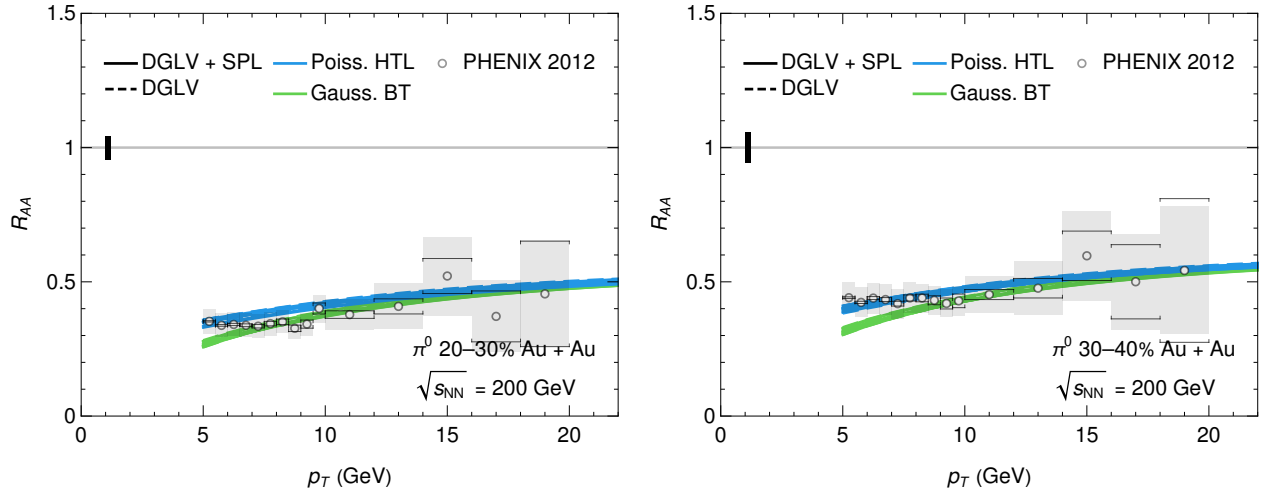 1.5
DGLV + SPL Poiss. HTL PHENIX 2012
DGLV Gauss. BT
1
R_AA
0.5
π⁰ 20–30% Au + Au
√s_NN = 200 GeV
0
0 5 10 15 20
p_T (GeV)
1.5
DGLV + SPL Poiss. HTL PHENIX 2012
DGLV Gauss. BT
1
R_AA
0.5
π⁰ 30–40% Au + Au
√s_NN = 200 GeV
0
0 5 10 15 20
p_T (GeV)